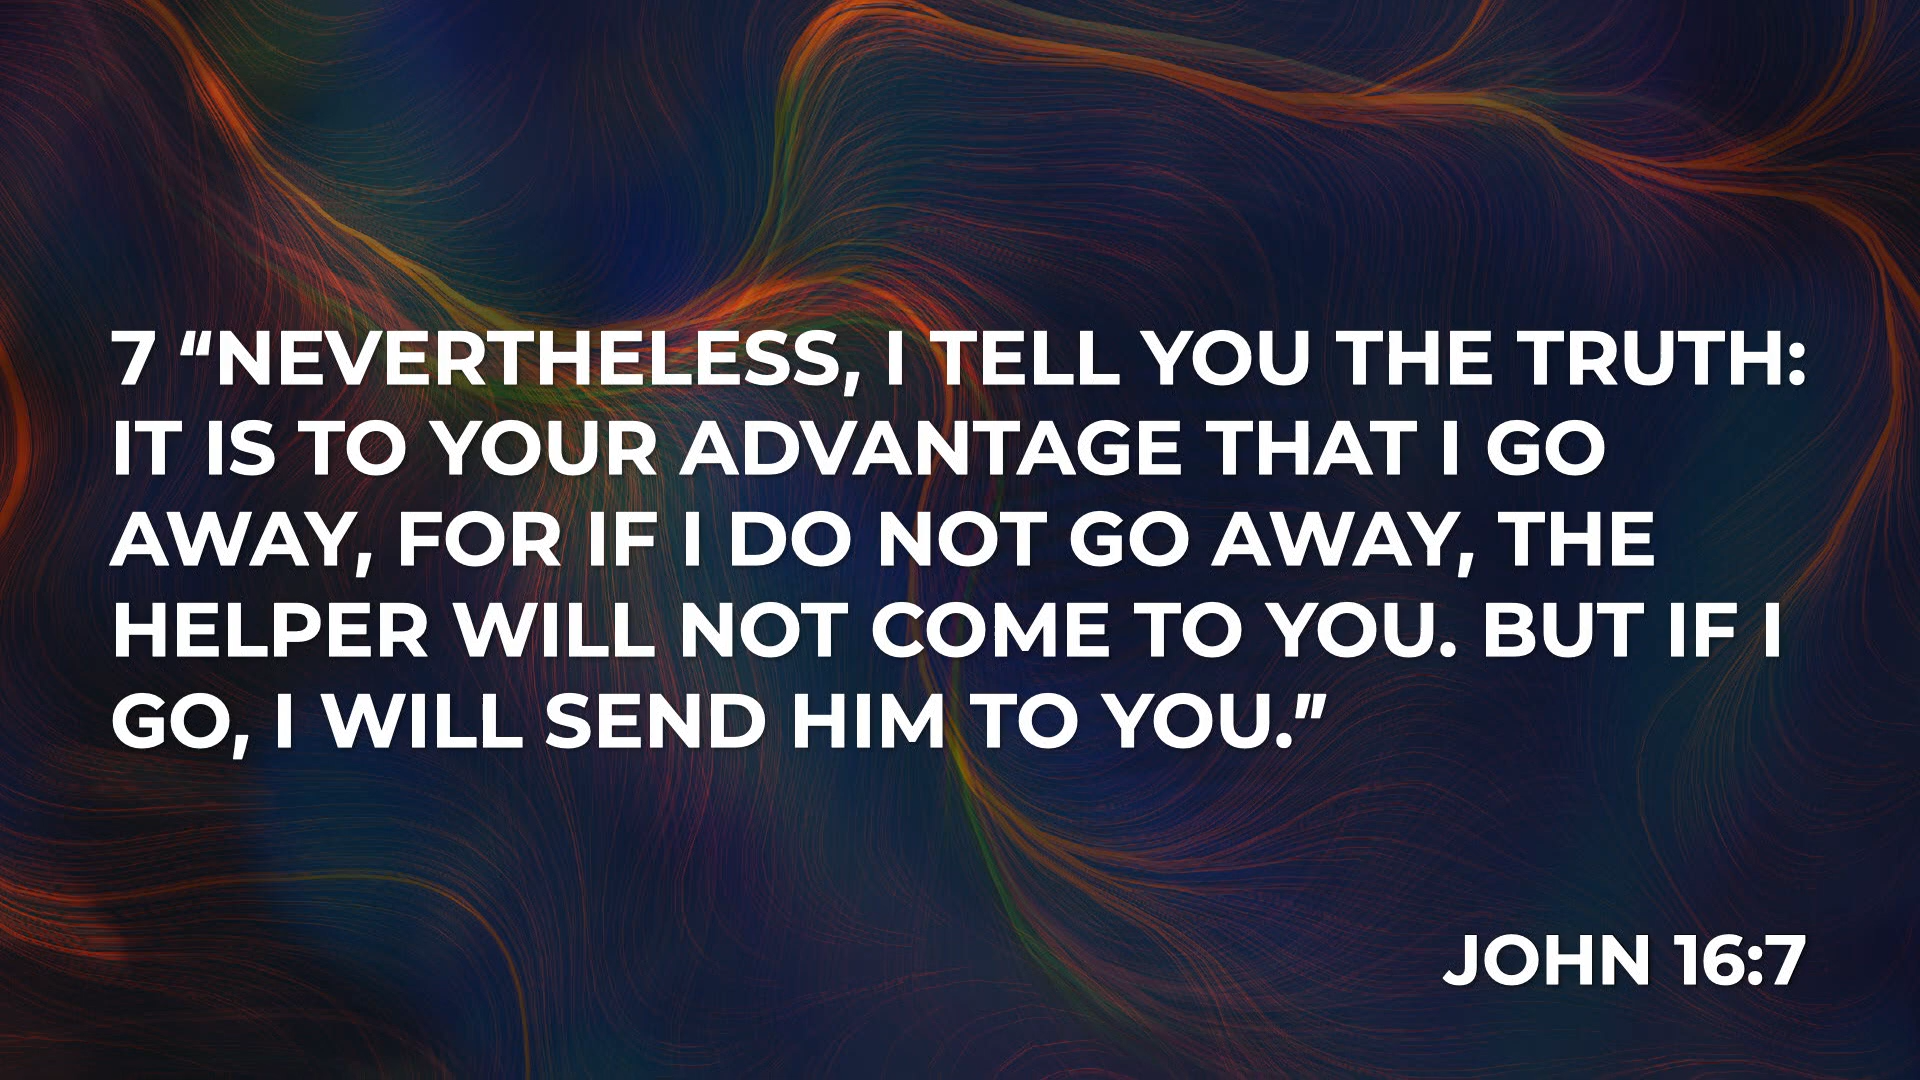 7 “NEVERTHELESS, I TELL YOU THE TRUTH:
IT IS TO YOUR ADVANTAGE THAT I GO
AWAY, FOR IF I DO NOT GO AWAY, THE
HELPER WILL NOT COME TO YOU. BUT IF I
GO, I WILL SEND HIM TO YOU.”
JOHN 16:7